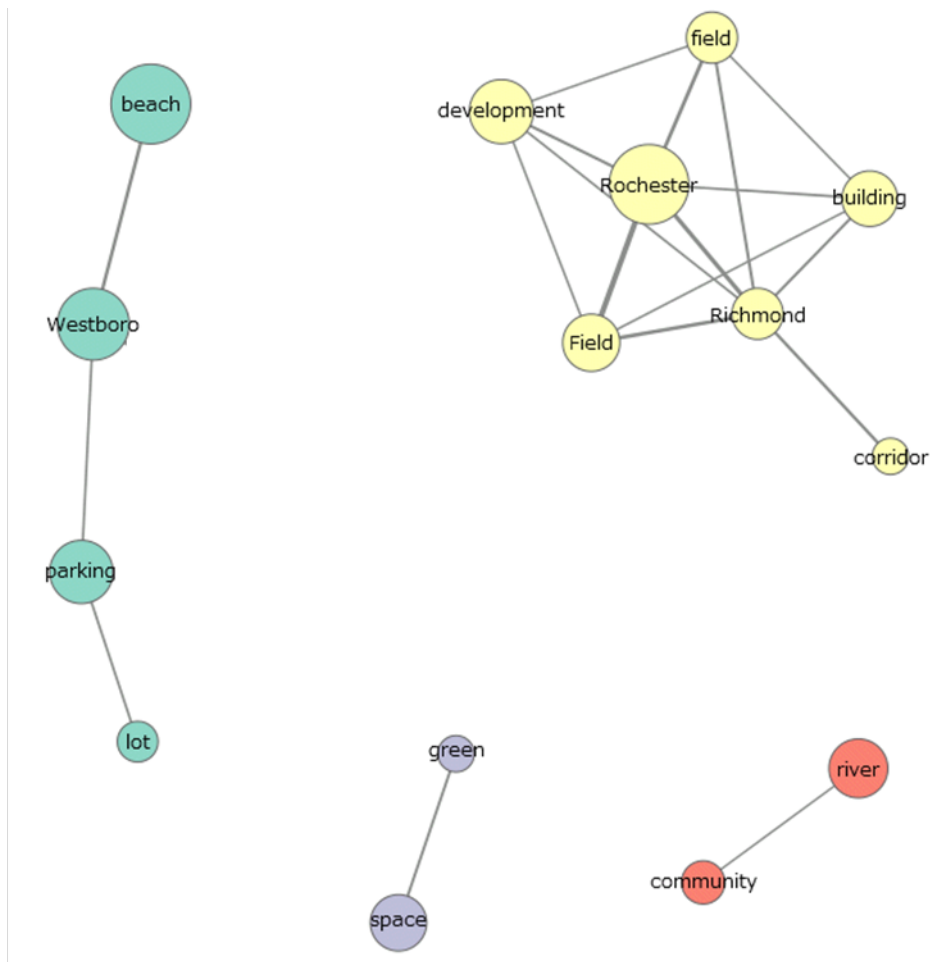 field
beach
development
Rochester
building
Richmond
Westboro
Field
corridor
parking
lot
green
river
community
space